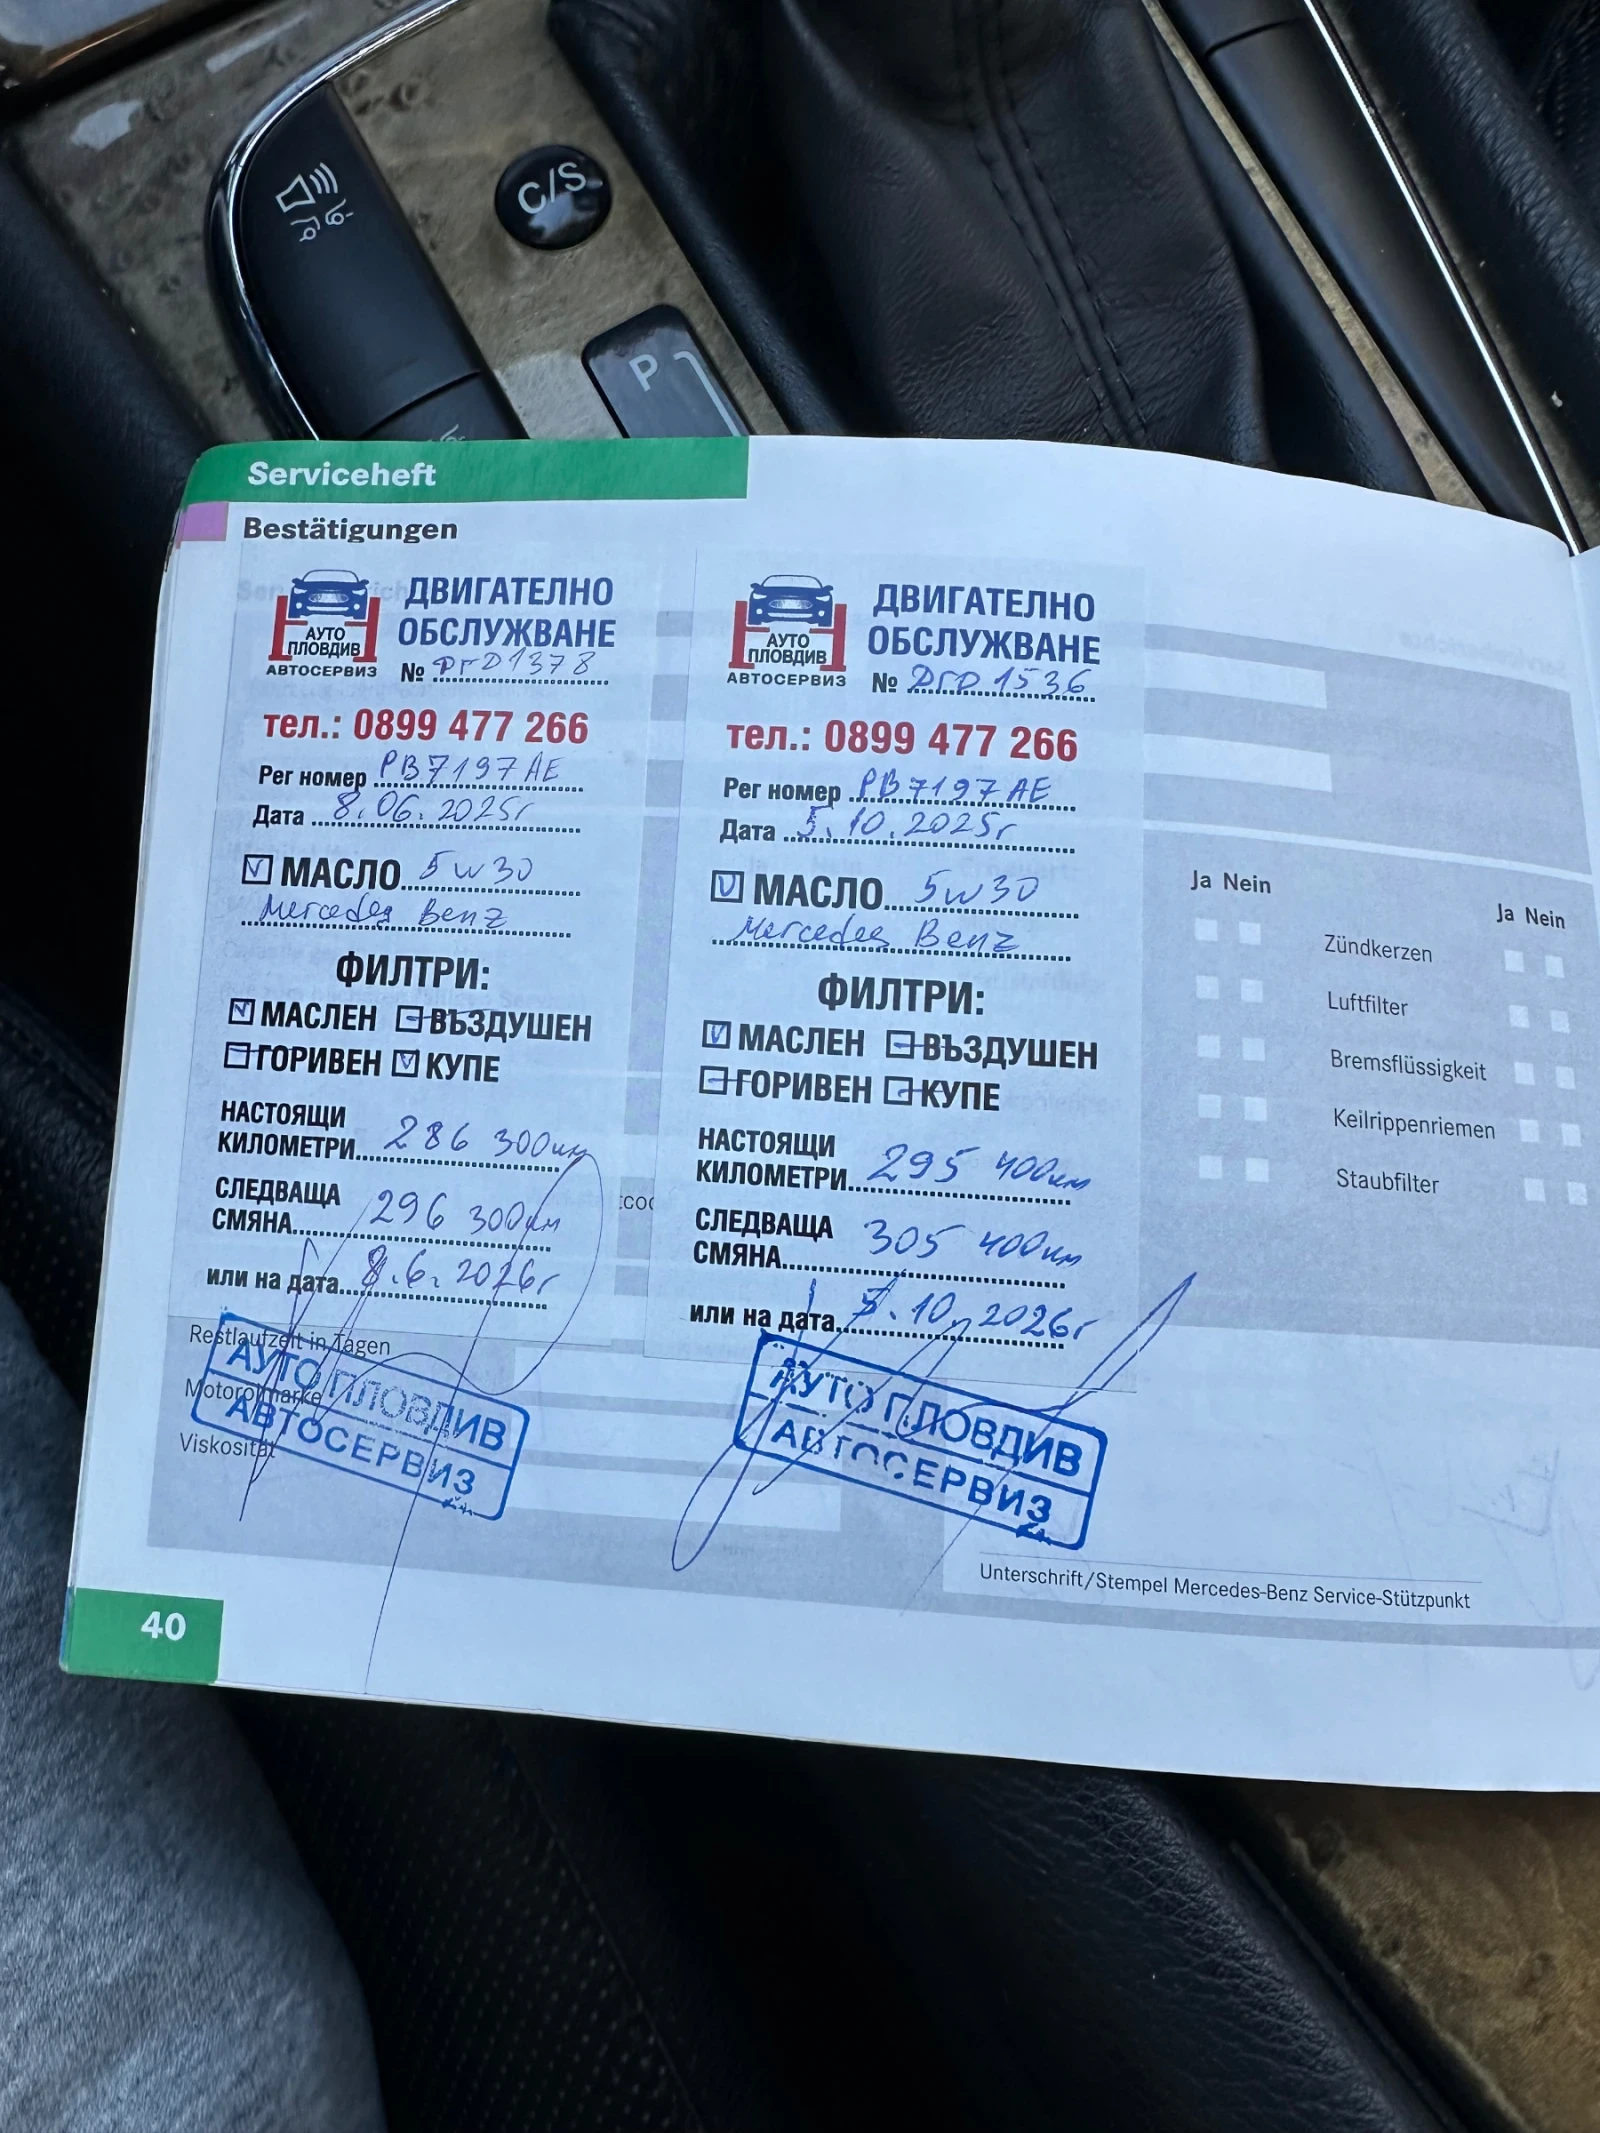 C/S
P
Serviceheft
Bestätigungen
АУТО
ПЛОВДИВ
АВТОСЕРВИЗ
ДВИГАТЕЛНО
ОБСЛУЖВАНЕ
№ DГD1378
тел.: 0899 477 266
Рег номер PB7197AE
Дата 8.06.2025г
МАСЛО 5w30
Mercedes Benz
ФИЛТРИ:
МАСЛЕН ВЪЗДУШЕН
ГОРИВЕН КУПЕ
НАСТОЯЩИ
КИЛОМЕТРИ 286 300км
СЛЕДВАЩА
СМЯНА 296 300км
или на дата 8.6.2026г
Restlaufzeit in Tagen
Motorölmarke
Viskosität
АУТО ПЛОВДИВ
АВТОСЕРВИЗ
АУТО
ПЛОВДИВ
АВТОСЕРВИЗ
ДВИГАТЕЛНО
ОБСЛУЖВАНЕ
№ DГD1536
тел.: 0899 477 266
Рег номер PB7197AE
Дата 5.10.2025г
МАСЛО 5w30
Mercedes Benz
ФИЛТРИ:
МАСЛЕН ВЪЗДУШЕН
ГОРИВЕН КУПЕ
НАСТОЯЩИ
КИЛОМЕТРИ 295 400км
СЛЕДВАЩА
СМЯНА 305 400км
или на дата 5.10.2026г
АУТО ПЛОВДИВ
АВТОСЕРВИЗ
Ja Nein
Ja Nein
Zündkerzen
Luftfilter
Bremsflüssigkeit
Keilrippenriemen
Staubfilter
Unterschrift/Stempel Mercedes-Benz Service-Stützpunkt
40